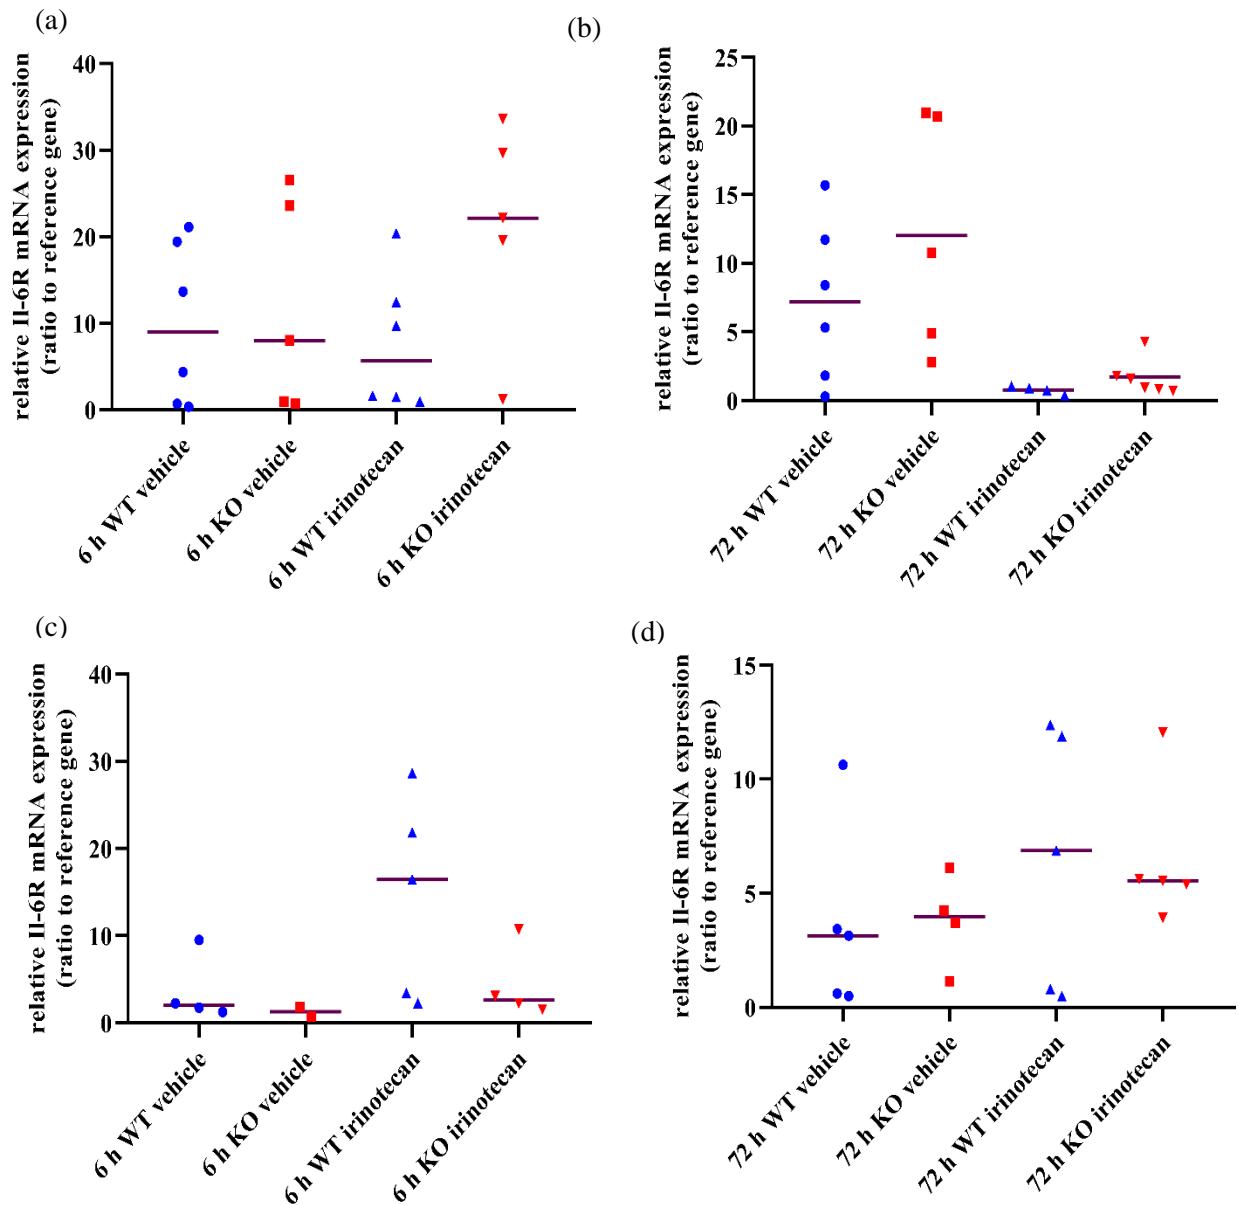 (a)
relative Il-6R mRNA expression
(ratio to reference gene)
40
30
20
10
0
6 h WT vehicle
6 h KO vehicle
6 h WT irinotecan
6 h KO irinotecan
(b)
relative Il-6R mRNA expression
(ratio to reference gene)
25
20
15
10
5
0
72 h WT vehicle
72 h KO vehicle
72 h WT irinotecan
72 h KO irinotecan
(c)
relative Il-6R mRNA expression
(ratio to reference gene)
40
30
20
10
0
6 h WT vehicle
6 h KO vehicle
6 h WT irinotecan
6 h KO irinotecan
(d)
relative Il-6R mRNA expression
(ratio to reference gene)
15
10
5
0
72 h WT vehicle
72 h KO vehicle
72 h WT irinotecan
72 h KO irinotecan